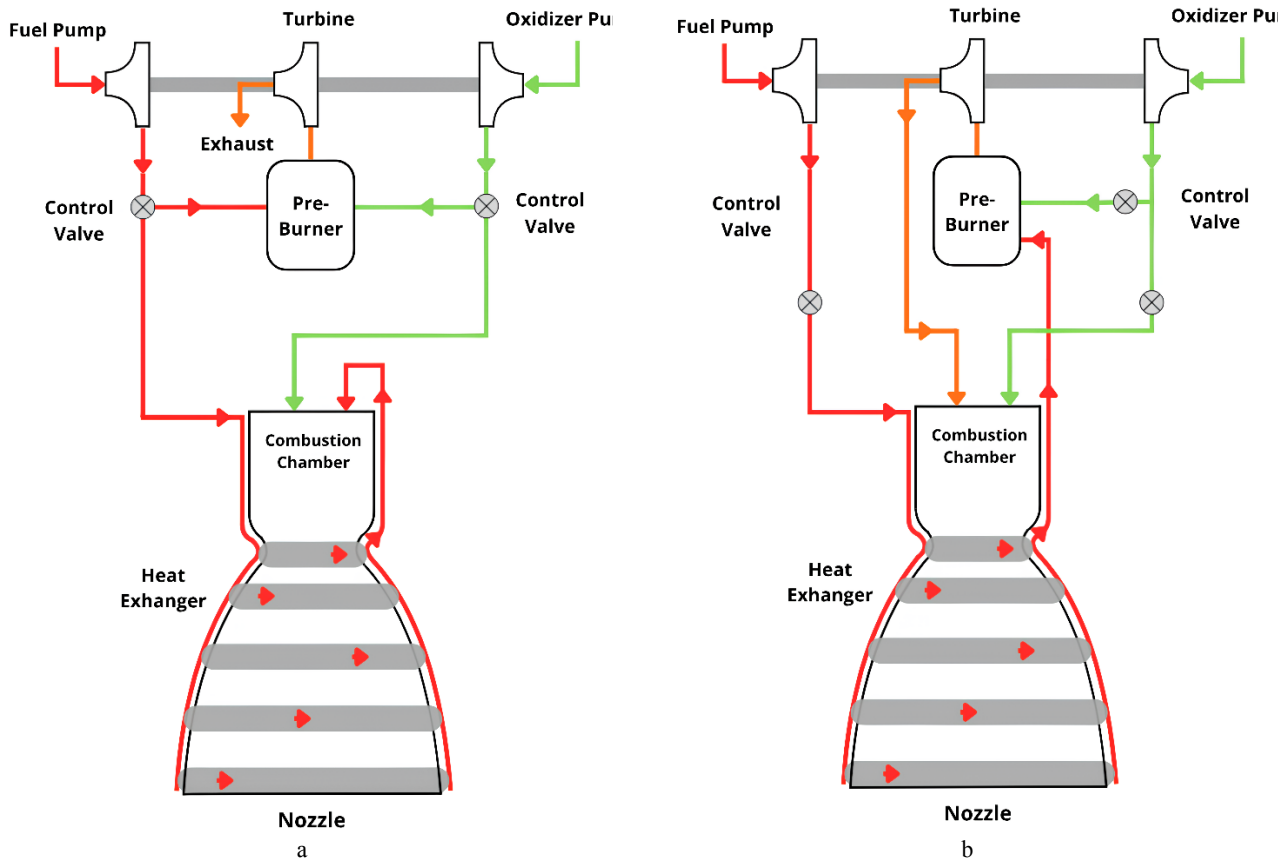 Turbine
Fuel Pump
Oxidizer Pu
Exhaust
Control
Valve
Pre-
Burner
Control
Valve
Combustion
Chamber
Heat
Exhanger
Nozzle
a
Turbine
Fuel Pump
Oxidizer Pu
Control
Valve
Pre-
Burner
Control
Valve
Combustion
Chamber
Heat
Exhanger
Nozzle
b